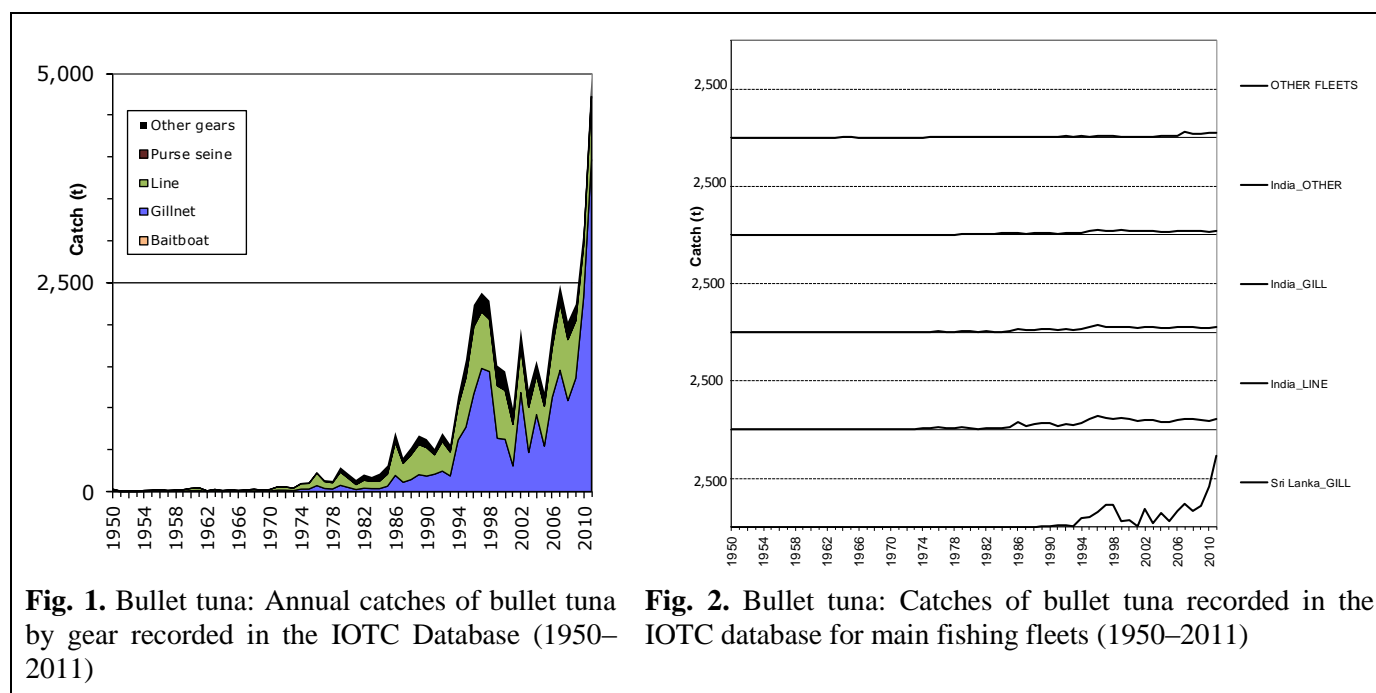 5,000
2,500
0
Catch (t)
Other gears
Purse seine
Line
Gillnet
Baitboat
1950
1954
1958
1962
1966
1970
1974
1978
1982
1986
1990
1994
1998
2002
2006
2010
Fig. 1. Bullet tuna: Annual catches of bullet tuna
by gear recorded in the IOTC Database (1950–
2011)
2,500
2,500
2,500
2,500
2,500
Catch (t)
OTHER FLEETS
India_OTHER
India_GILL
India_LINE
Sri Lanka_GILL
1950
1954
1958
1962
1966
1970
1974
1978
1982
1986
1990
1994
1998
2002
2006
2010
Fig. 2. Bullet tuna: Catches of bullet tuna recorded in the
IOTC database for main fishing fleets (1950–2011)